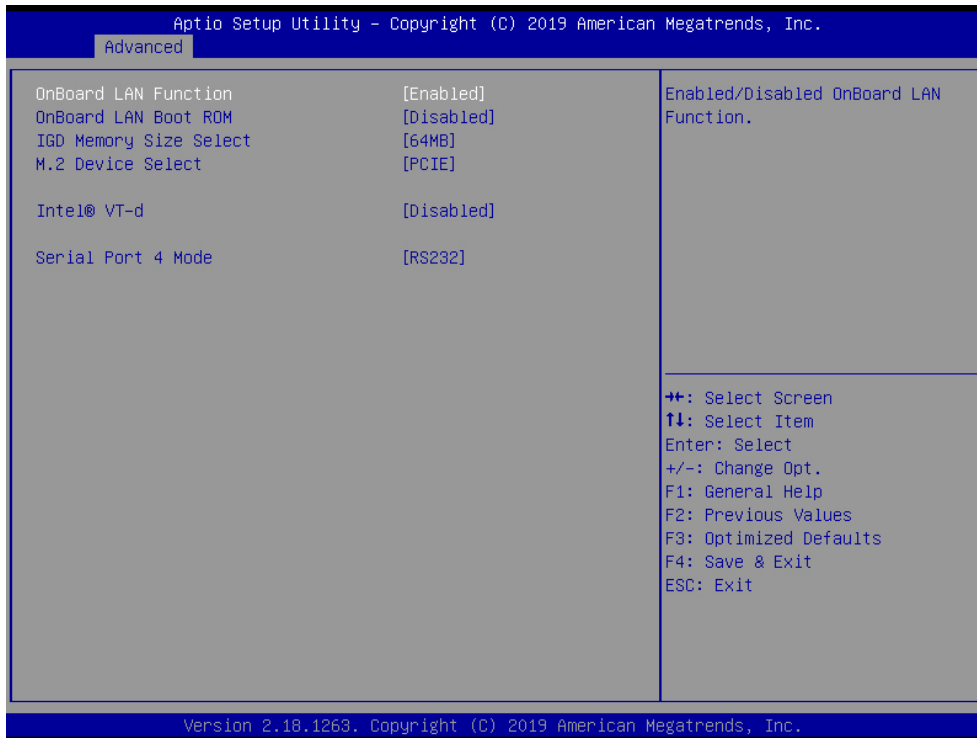 Aptio Setup Utility – Copyright (C) 2019 American Megatrends, Inc.
Advanced
OnBoard LAN Function [Enabled]
OnBoard LAN Boot ROM [Disabled]
IGD Memory Size Select [64MB]
M.2 Device Select [PCIE]
Intel® VT-d [Disabled]
Serial Port 4 Mode [RS232]
Enabled/Disabled OnBoard LAN
Function.
→←: Select Screen
↑↓: Select Item
Enter: Select
+/-: Change Opt.
F1: General Help
F2: Previous Values
F3: Optimized Defaults
F4: Save & Exit
ESC: Exit
Version 2.18.1263. Copyright (C) 2019 American Megatrends, Inc.